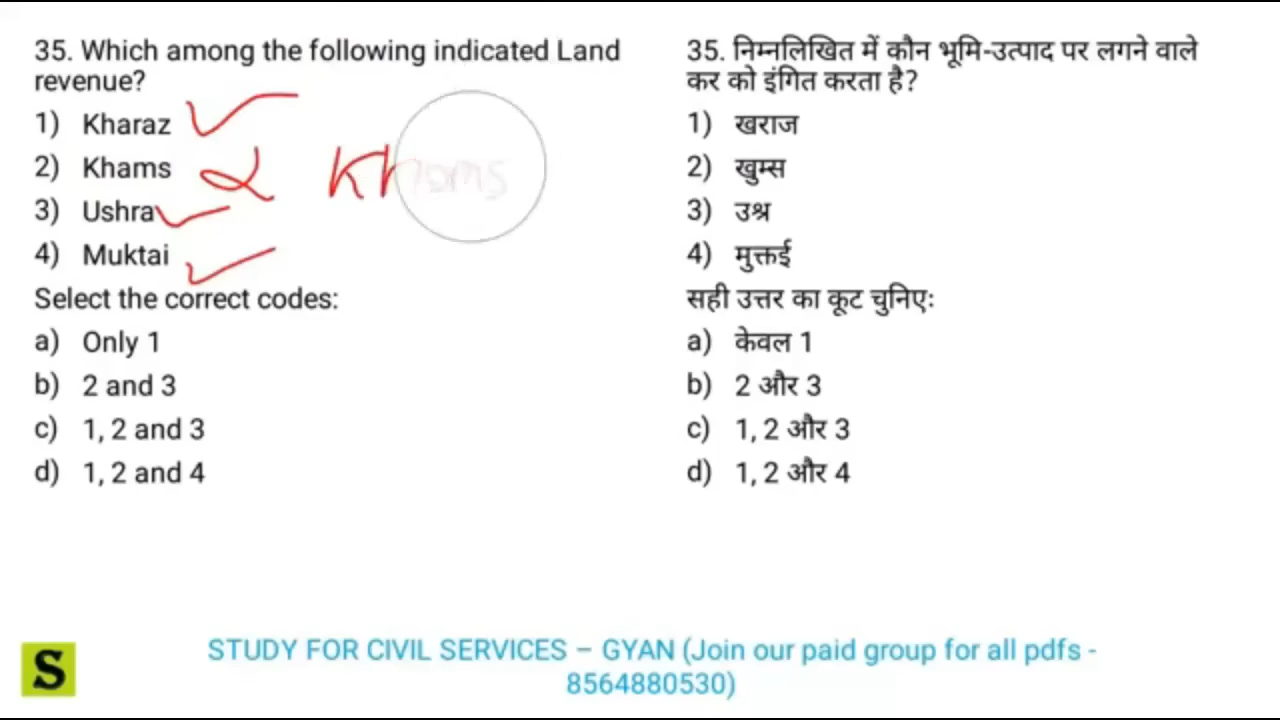 35. Which among the following indicated Land
revenue?
1) Kharaz
2) Khams
Khoms
3) Ushra
4) Muktai
Select the correct codes:
a) Only 1
b) 2 and 3
c) 1, 2 and 3
d) 1, 2 and 4
35. निम्नलिखित में कौन भूमि-उत्पाद पर लगने वाले
कर को इंगित करता है?
1) खराज
2) खुम्स
3) उश्र
4) मुक्तई
सही उत्तर का कूट चुनिए:
a) केवल 1
b) 2 और 3
c) 1, 2 और 3
d) 1, 2 और 4
S
STUDY FOR CIVIL SERVICES – GYAN (Join our paid group for all pdfs -
8564880530)